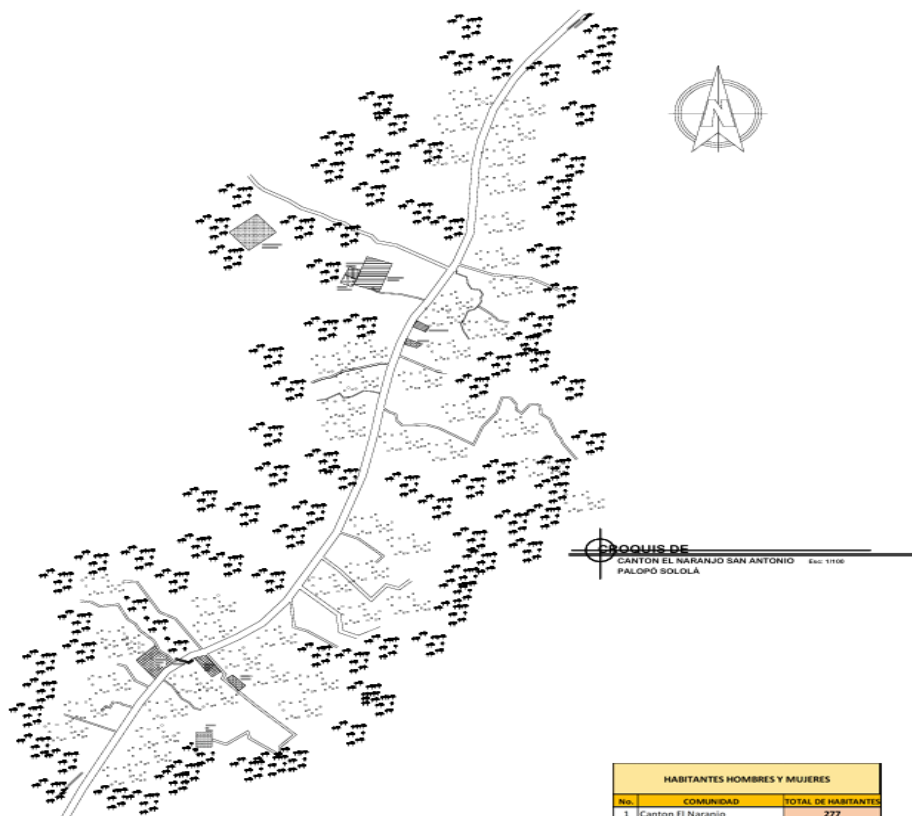 N
CROQUIS DE
CANTON EL NARANJO SAN ANTONIO Esc: 1/100
PALOPÓ SOLOLÁ
HABITANTES HOMBRES Y MUJERES
No. COMUNIDAD TOTAL DE HABITANTES
1 Canton El Naranjo 277